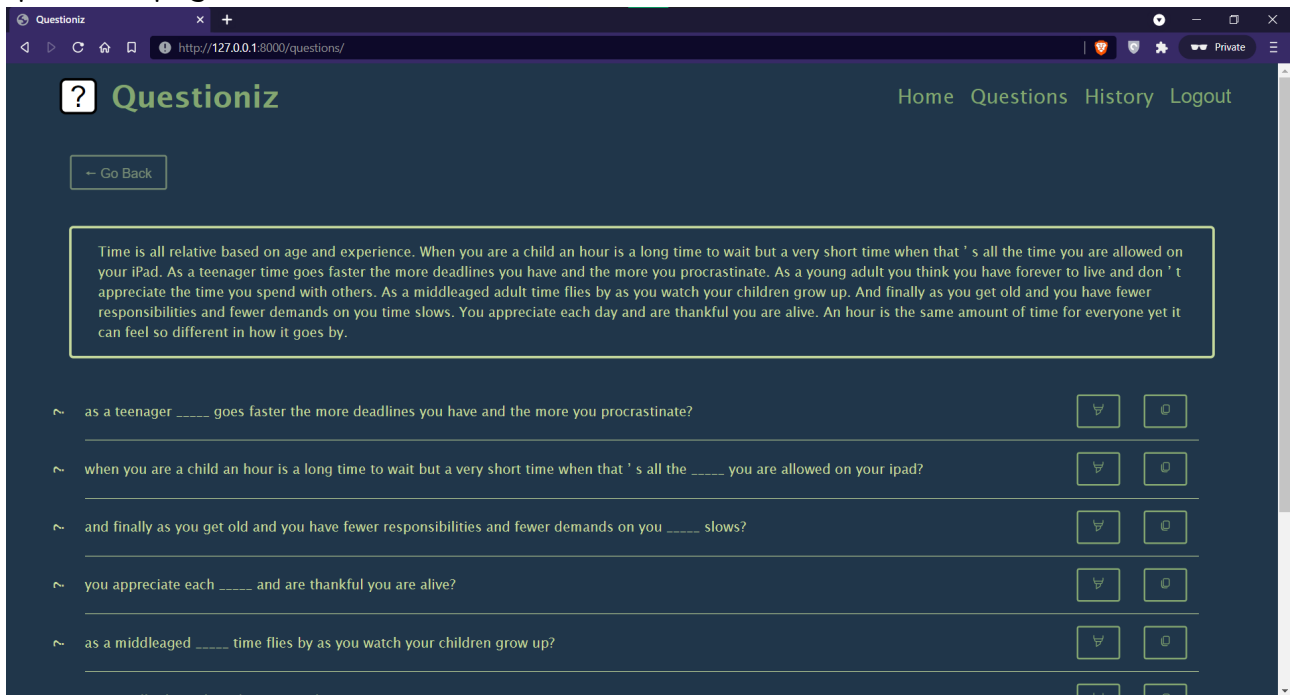 Questioniz
http://127.0.0.1:8000/questions/
Private
? Questioniz
Home Questions History Logout
← Go Back
Time is all relative based on age and experience. When you are a child an hour is a long time to wait but a very short time when that ' s all the time you are allowed on
your iPad. As a teenager time goes faster the more deadlines you have and the more you procrastinate. As a young adult you think you have forever to live and don ' t
appreciate the time you spend with others. As a middleaged adult time flies by as you watch your children grow up. And finally as you get old and you have fewer
responsibilities and fewer demands on you time slows. You appreciate each day and are thankful you are alive. An hour is the same amount of time for everyone yet it
can feel so different in how it goes by.
as a teenager _____ goes faster the more deadlines you have and the more you procrastinate?
when you are a child an hour is a long time to wait but a very short time when that ' s all the _____ you are allowed on your ipad?
and finally as you get old and you have fewer responsibilities and fewer demands on you _____ slows?
you appreciate each _____ and are thankful you are alive?
as a middleaged _____ time flies by as you watch your children grow up?